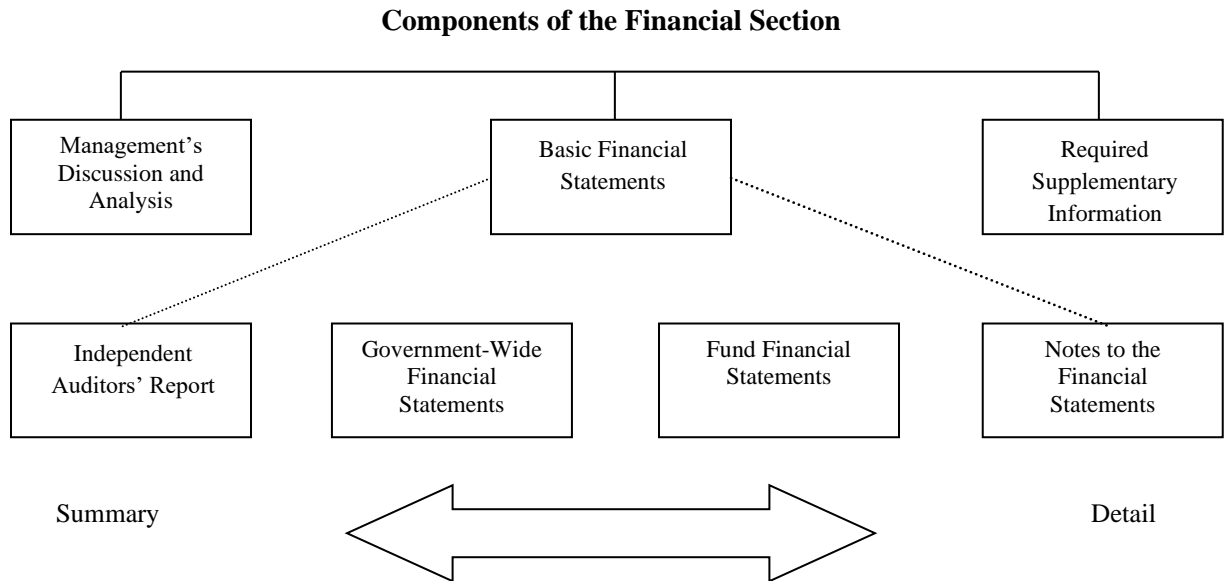 Components of the Financial Section
Management’s
Discussion and
Analysis
Basic Financial
Statements
Required
Supplementary
Information
Independent
Auditors’ Report
Government-Wide
Financial
Statements
Fund Financial
Statements
Notes to the
Financial
Statements
Summary
Detail